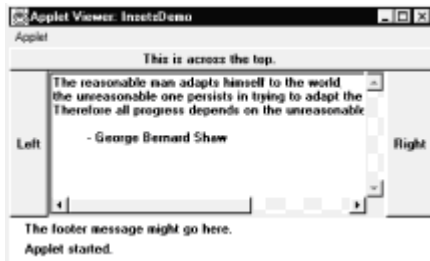 Applet Viewer: InsetsDemo
Applet
This is across the top.
The reasonable man adapts himself to the world
the unreasonable one persists in trying to adapt the
Therefore all progress depends on the unreasonable
- George Bernard Shaw
Left
Right
The footer message might go here.
Applet started.